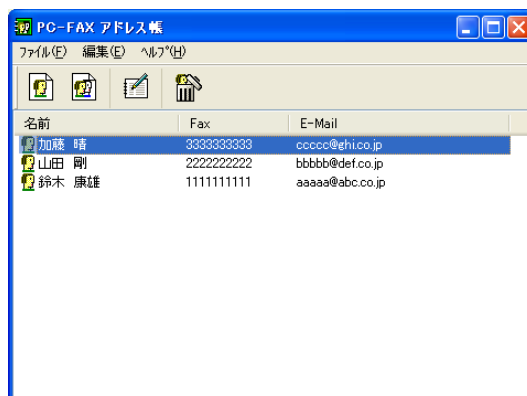 PC-FAX アドレス帳
ファイル(F) 編集(E) ヘルプ(H)
名前 Fax E-Mail
加藤 晴 3333333333 ccccc@ghi.co.jp
山田 剛 2222222222 bbbbb@def.co.jp
鈴木 康雄 1111111111 aaaaa@abc.co.jp